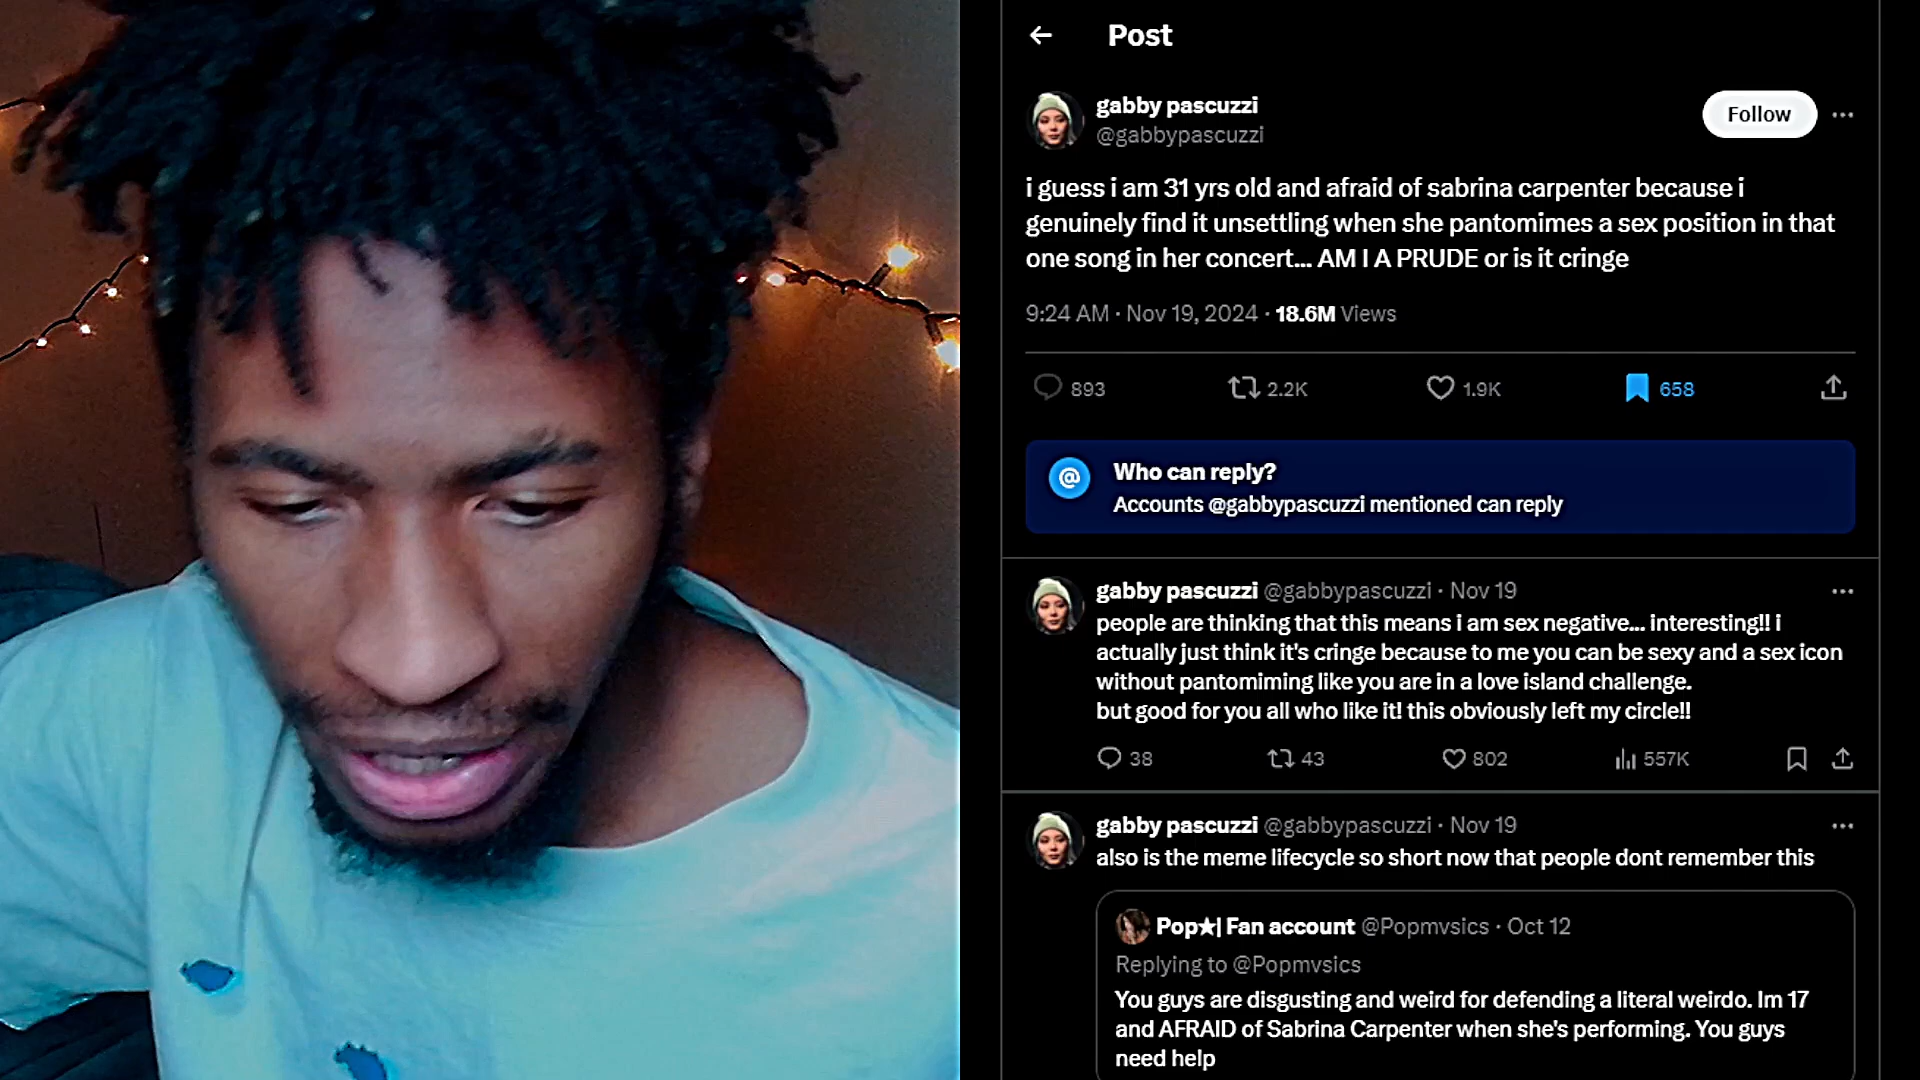 Post
gabby pascuzzi
@gabbypascuzzi
Follow
i guess i am 31 yrs old and afraid of sabrina carpenter because i
genuinely find it unsettling when she pantomimes a sex position in that
one song in her concert... AM I A PRUDE or is it cringe
9:24 AM · Nov 19, 2024 · 18.6M Views
893 2.2K 1.9K 658
@
Who can reply?
Accounts @gabbypascuzzi mentioned can reply
gabby pascuzzi @gabbypascuzzi · Nov 19
people are thinking that this means i am sex negative... interesting!! i
actually just think it's cringe because to me you can be sexy and a sex icon
without pantomiming like you are in a love island challenge.
but good for you all who like it! this obviously left my circle!!
38 43 802 557K
gabby pascuzzi @gabbypascuzzi · Nov 19
also is the meme lifecycle so short now that people dont remember this
Pop★| Fan account @Popmvsics · Oct 12
Replying to @Popmvsics
You guys are disgusting and weird for defending a literal weirdo. Im 17
and AFRAID of Sabrina Carpenter when she's performing. You guys
need help